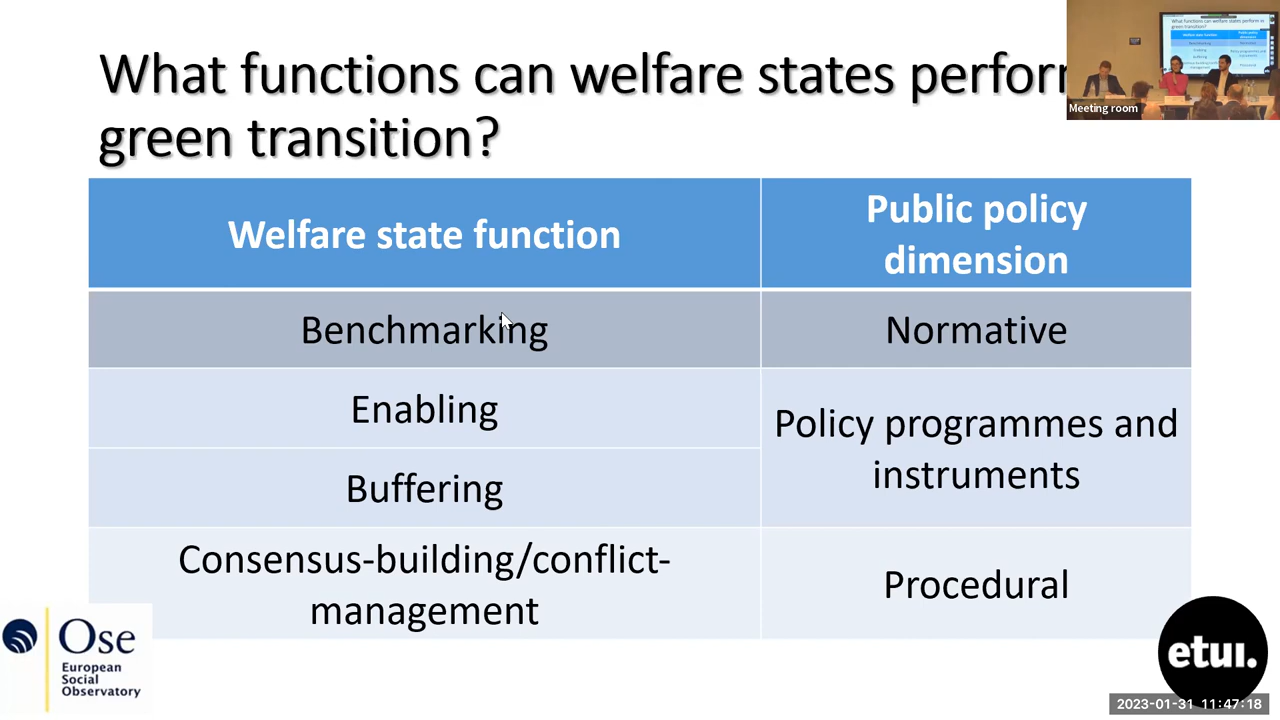 What functions can welfare states perfor
green transition?
Welfare state function
Public policy
dimension
Benchmarking
Normative
Enabling
Policy programmes and
instruments
Buffering
Consensus-building/conflict-
management
Procedural
Meeting room
Ose
European
Social
Observatory
etui.
2023-01-31 11:47:18